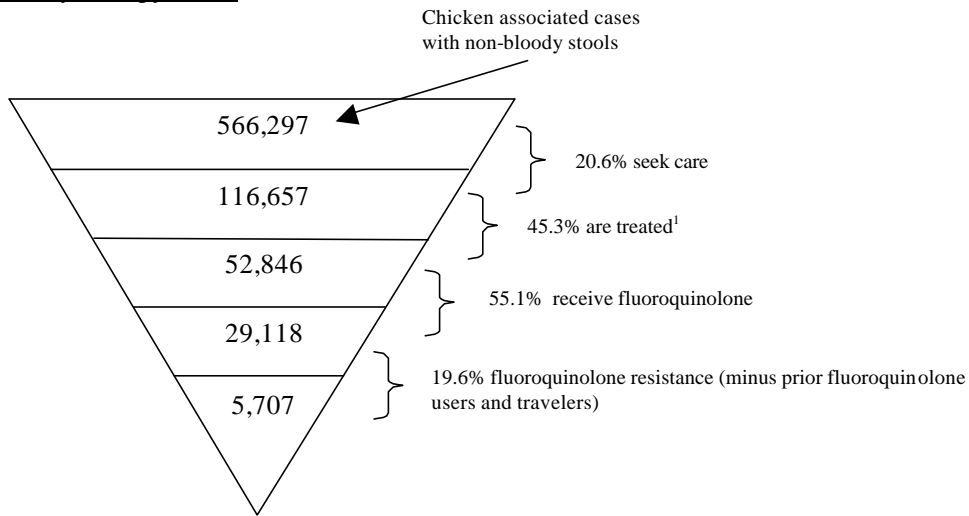 Chicken associated cases
with non-bloody stools
566,297
20.6% seek care
116,657
45.3% are treated¹
52,846
55.1% receive fluoroquinolone
29,118
19.6% fluoroquinolone resistance (minus prior fluoroquinolone
users and travelers)
5,707